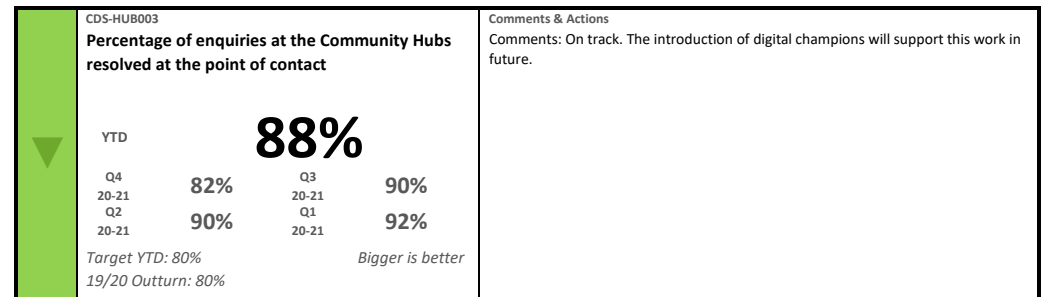 CDS-HUB003
Percentage of enquiries at the Community Hubs
resolved at the point of contact
YTD
88%
Q4
20-21
82%
Q3
20-21
90%
Q2
20-21
90%
Q1
20-21
92%
Target YTD: 80%
Bigger is better
19/20 Outturn: 80%
Comments & Actions
Comments: On track. The introduction of digital champions will support this work in
future.